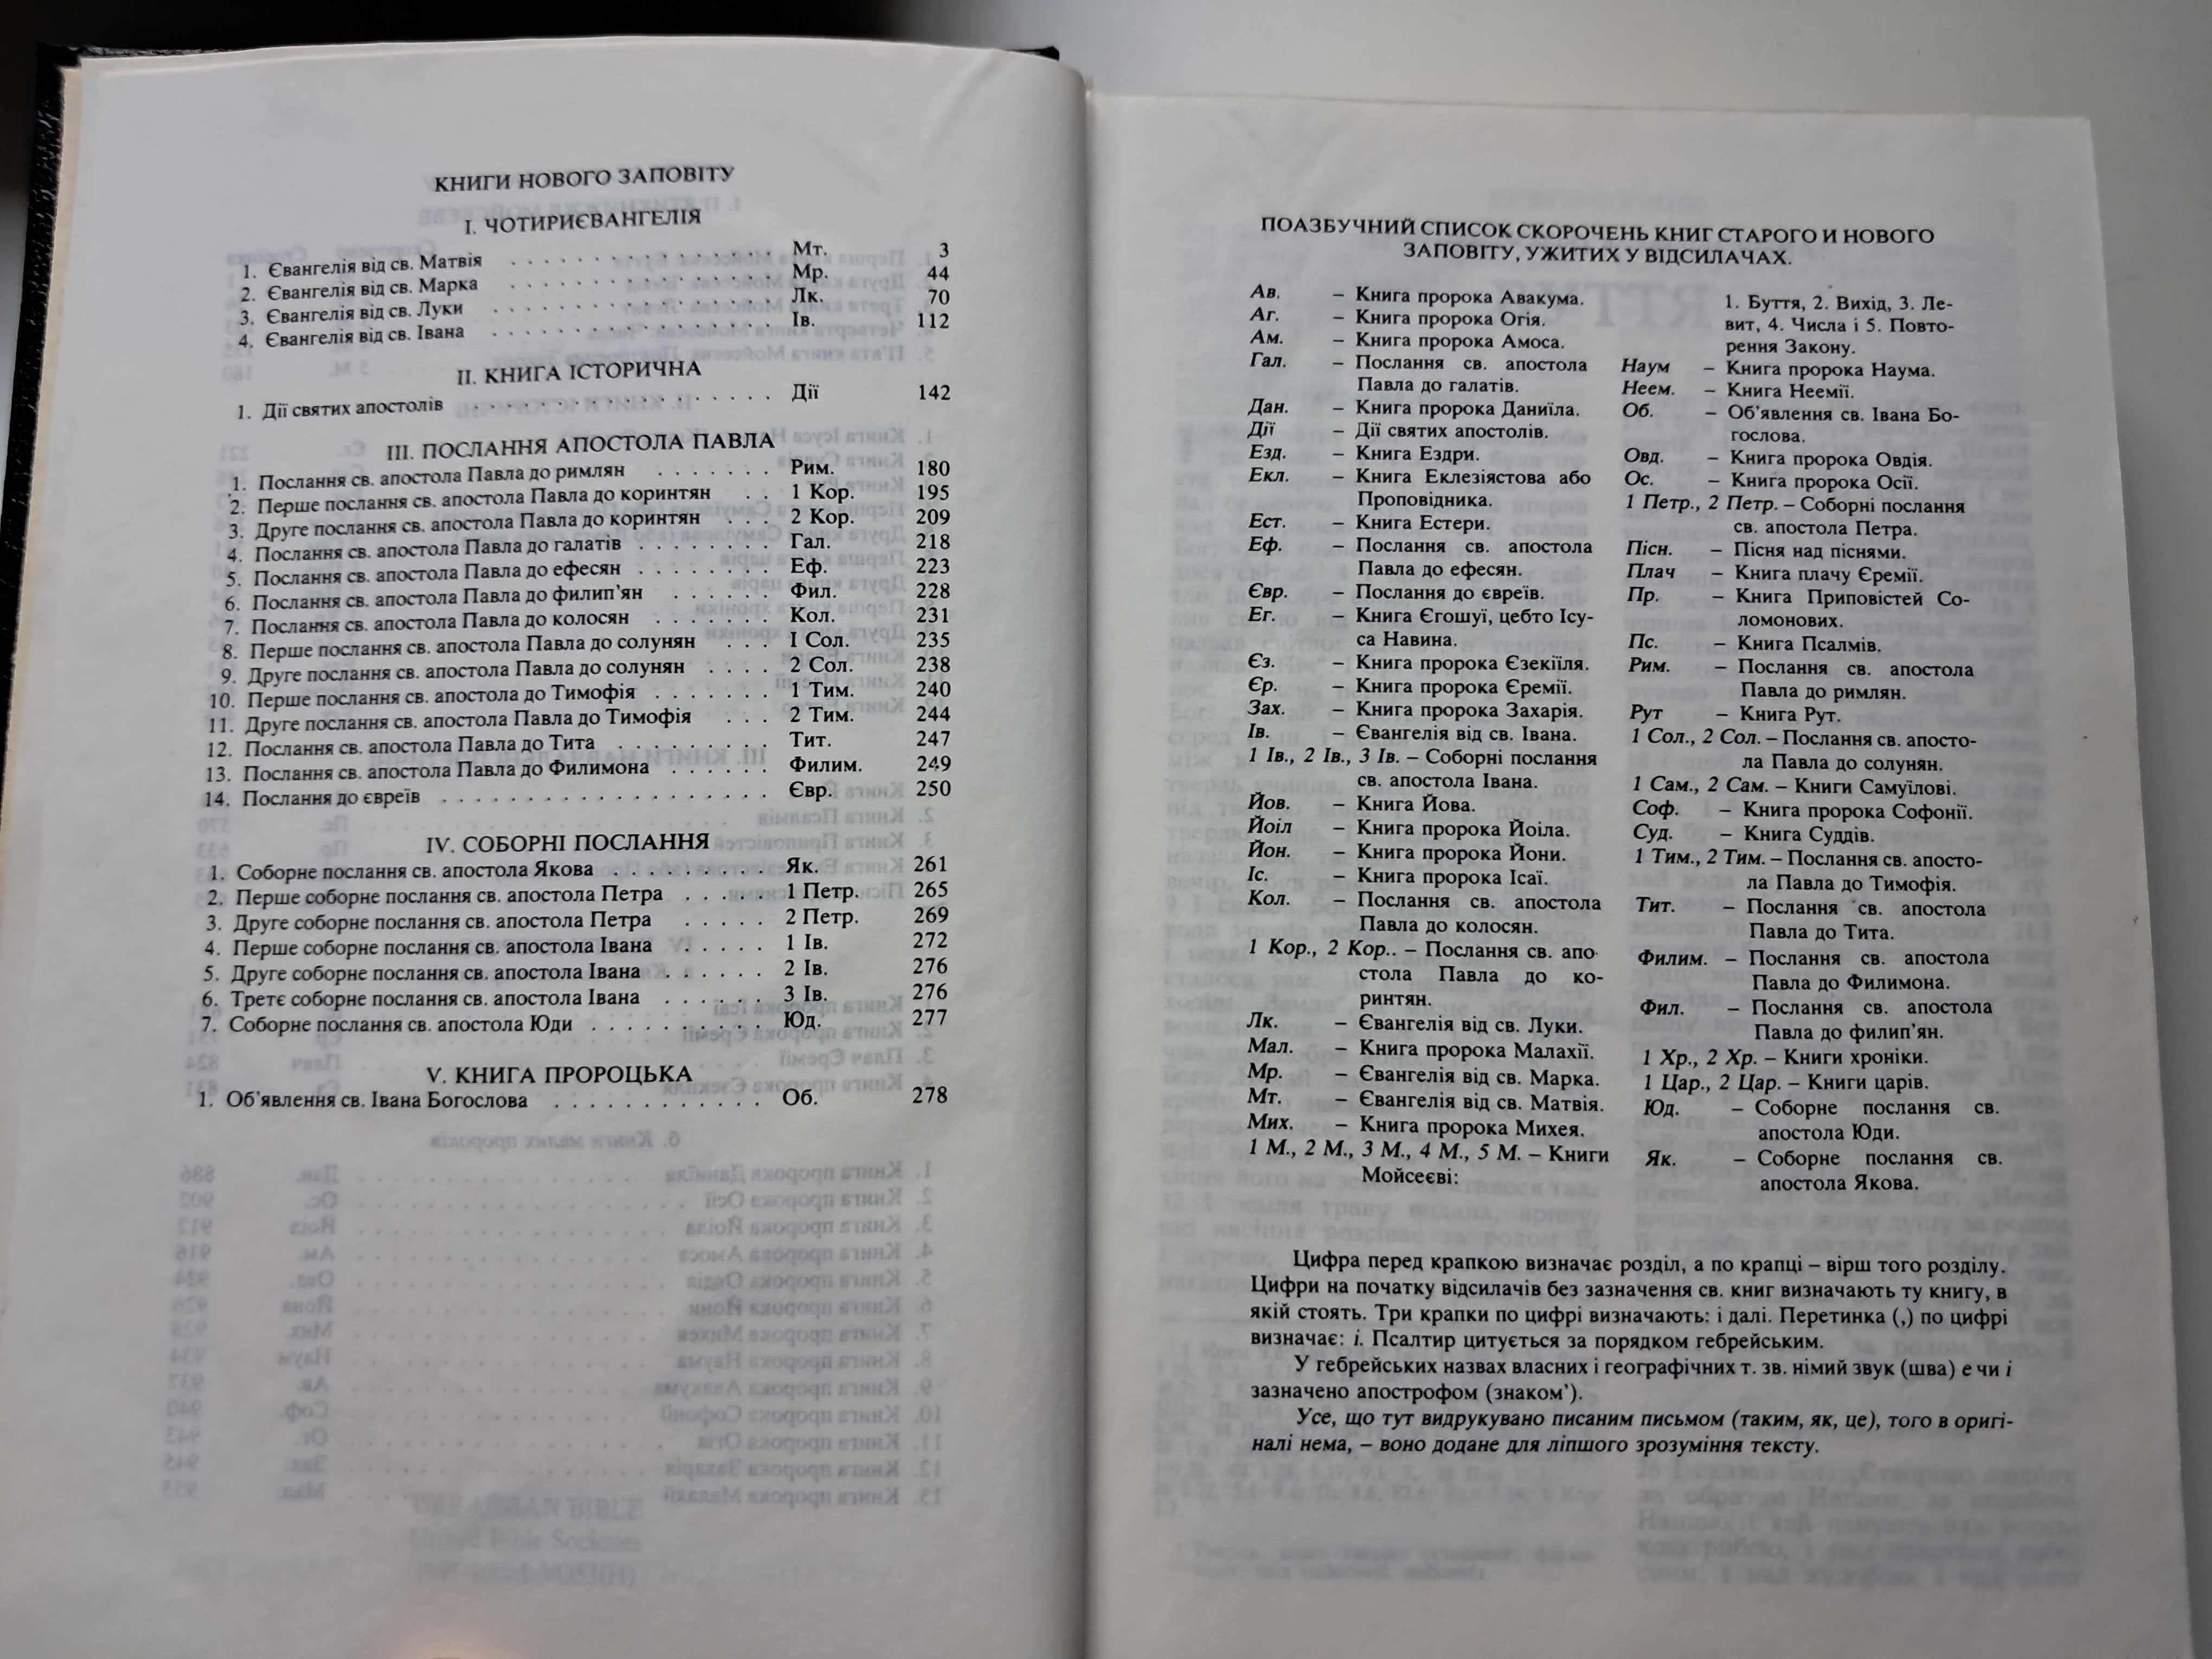 КНИГИ НОВОГО ЗАПОВІТУ
I. ЧОТИРИЄВАНГЕЛІЯ
1. Євангелія від св. Матвія . . . . . . . . . . . . . . Мт. 3
2. Євангелія від св. Марка . . . . . . . . . . . . . . Мр. 44
3. Євангелія від св. Луки . . . . . . . . . . . . . . . Лк. 70
4. Євангелія від св. Івана . . . . . . . . . . . . . . . Ів. 112
II. КНИГА ІСТОРИЧНА
1. Дії святих апостолів . . . . . . . . . . . . . . . . Дії 142
III. ПОСЛАННЯ АПОСТОЛА ПАВЛА
1. Послання св. апостола Павла до римлян . . . . . . . Рим. 180
2. Перше послання св. апостола Павла до коринтян . . 1 Кор. 195
3. Друге послання св. апостола Павла до коринтян . . . 2 Кор. 209
4. Послання св. апостола Павла до галатів . . . . . . . . Гал. 218
5. Послання св. апостола Павла до ефесян . . . . . . . . Еф. 223
6. Послання св. апостола Павла до филип'ян . . . . . . Фил. 228
7. Послання св. апостола Павла до колосян . . . . . . . Кол. 231
8. Перше послання св. апостола Павла до солунян . . . I Сол. 235
9. Друге послання св. апостола Павла до солунян . . . . 2 Сол. 238
10. Перше послання св. апостола до Тимофія . . . . . . . 1 Тим. 240
11. Друге послання св. апостола Павла до Тимофія . . . 2 Тим. 244
12. Послання св. апостола Павла до Тита . . . . . . . . . Тит. 247
13. Послання св. апостола Павла до Филимона . . . . . . Филим. 249
14. Послання до євреїв . . . . . . . . . . . . . . . . . . . Євр. 250
IV. СОБОРНІ ПОСЛАННЯ
1. Соборне послання св. апостола Якова . . . . . . . . . Як. 261
2. Перше соборне послання св. апостола Петра . . . . . 1 Петр. 265
3. Друге соборне послання св. апостола Петра . . . . . 2 Петр. 269
4. Перше соборне послання св. апостола Івана . . . . . 1 Ів. 272
5. Друге соборне послання св. апостола Івана . . . . . . 2 Ів. 276
6. Третє соборне послання св. апостола Івана . . . . . . 3 Ів. 276
7. Соборне послання св. апостола Юди . . . . . . . . . . Юд. 277
V. КНИГА ПРОРОЦЬКА
1. Об'явлення св. Івана Богослова . . . . . . . . . . . . Об. 278
ПОАЗБУЧНИЙ СПИСОК СКОРОЧЕНЬ КНИГ СТАРОГО И НОВОГО
ЗАПОВІТУ, УЖИТИХ У ВІДСИЛАЧАХ.
Ав. – Книга пророка Авакума.
Аг. – Книга пророка Огія.
Ам. – Книга пророка Амоса.
Гал. – Послання св. апостола
Павла до галатів.
Дан. – Книга пророка Даниїла.
Дії – Дії святих апостолів.
Езд. – Книга Ездри.
Екл. – Книга Еклезіястова або
Проповідника.
Ест. – Книга Естери.
Еф. – Послання св. апостола
Павла до ефесян.
Євр. – Послання до євреїв.
Ег. – Книга Єгошуї, цебто Ісу-
са Навина.
Єз. – Книга пророка Єзекіїля.
Єр. – Книга пророка Єремії.
Зах. – Книга пророка Захарія.
Ів. – Євангелія від св. Івана.
1 Ів., 2 Ів., 3 Ів. – Соборні послання
св. апостола Івана.
Йов. – Книга Йова.
Йоіл – Книга пророка Йоіла.
Йон. – Книга пророка Йони.
Іс. – Книга пророка Ісаї.
Кол. – Послання св. апостола
Павла до колосян.
1 Кор., 2 Кор.. – Послання св. апо-
стола Павла до ко-
ринтян.
Лк. – Євангелія від св. Луки.
Мал. – Книга пророка Малахії.
Мр. – Євангелія від св. Марка.
Мт. – Євангелія від св. Матвія.
Мих. – Книга пророка Михея.
1 М., 2 М., 3 М., 4 М., 5 М. – Книги
Мойсеєві:
1. Буття, 2. Вихід, 3. Ле-
вит, 4. Числа і 5. Повто-
рення Закону.
Наум – Книга пророка Наума.
Неем. – Книга Неемії.
Об. – Об'явлення св. Івана Бо-
гослова.
Овд. – Книга пророка Овдія.
Ос. – Книга пророка Осії.
1 Петр., 2 Петр. – Соборні послання
св. апостола Петра.
Пісн. – Пісня над піснями.
Плач – Книга плачу Єремії.
Пр. – Книга Приповістей Со-
ломонових.
Пс. – Книга Псалмів.
Рим. – Послання св. апостола
Павла до римлян.
Рут – Книга Рут.
1 Сол., 2 Сол. – Послання св. апосто-
ла Павла до солунян.
1 Сам., 2 Сам. – Книги Самуїлові.
Соф. – Книга пророка Софонії.
Суд. – Книга Суддів.
1 Тим., 2 Тим. – Послання св. апосто-
ла Павла до Тимофія.
Тит. – Послання св. апостола
Павла до Тита.
Филим. – Послання св. апостола
Павла до Филимона.
Фил. – Послання св. апостола
Павла до филип'ян.
1 Хр., 2 Хр. – Книги хроніки.
1 Цар., 2 Цар. – Книги царів.
Юд. – Соборне послання св.
апостола Юди.
Як. – Соборне послання св.
апостола Якова.
Цифра перед крапкою визначає розділ, а по крапці – вірш того розділу.
Цифри на початку відсилачів без зазначення св. книг визначають ту книгу, в
якій стоять. Три крапки по цифрі визначають: і далі. Перетинка (,) по цифрі
визначає: і. Псалтир цитується за порядком гебрейським.
У гебрейських назвах власних і географічних т. зв. німий звук (шва) е чи і
зазначено апострофом (знаком').
Усе, що тут видрукувано писаним письмом (таким, як, це), того в оригі-
налі нема, – воно додане для ліпшого зрозуміння тексту.